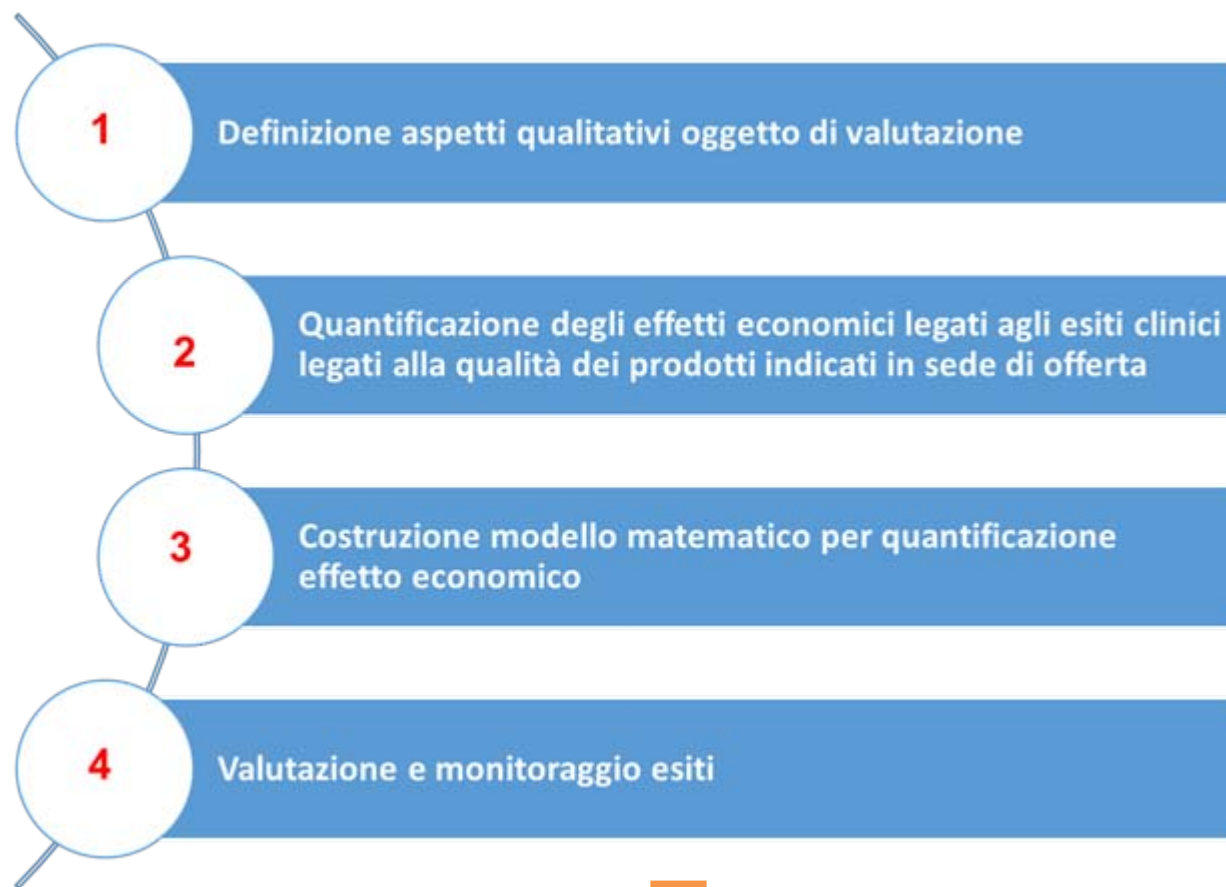 1
Definizione aspetti qualitativi oggetto di valutazione
2
Quantificazione degli effetti economici legati agli esiti clinici
legati alla qualità dei prodotti indicati in sede di offerta
3
Costruzione modello matematico per quantificazione
effetto economico
4
Valutazione e monitoraggio esiti